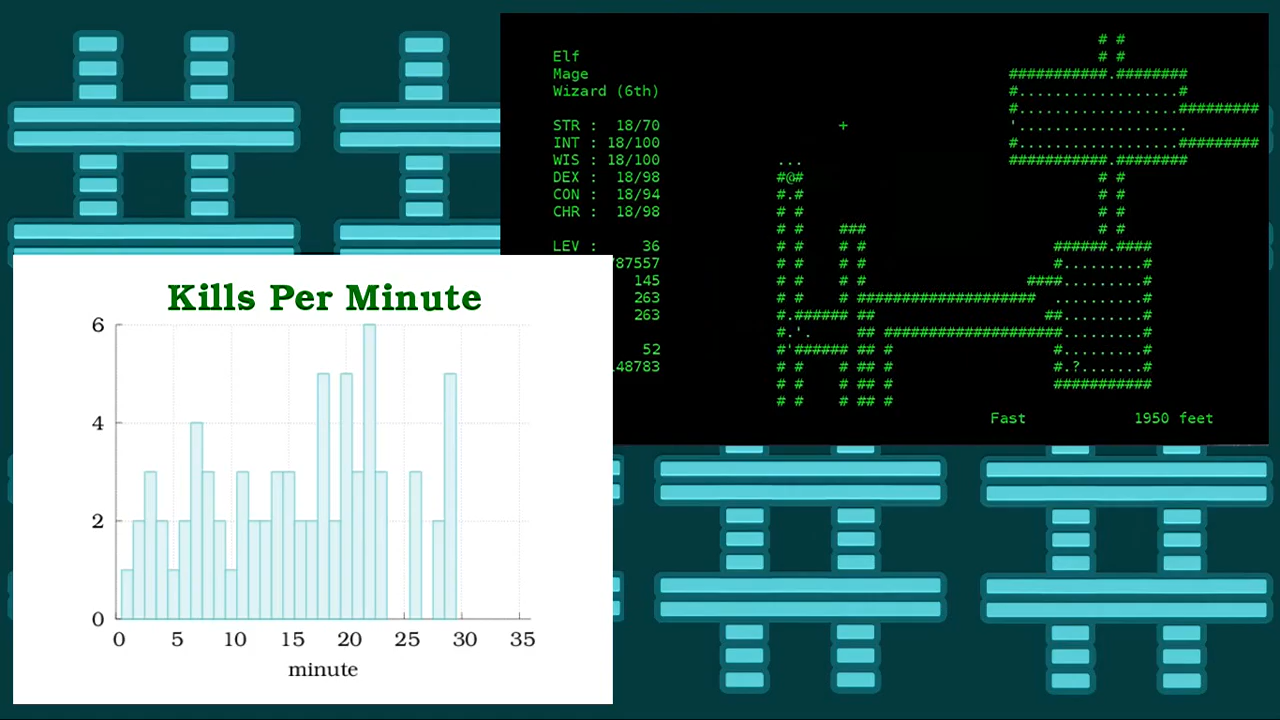 Elf
Mage
Wizard (6th)
STR : 18/70
INT : 18/100
WIS : 18/100
DEX : 18/98
CON : 18/94
CHR : 18/98
LEV : 36
87557
145
263
263
52
48783
Fast 1950 feet
Kills Per Minute
6
4
2
0
0 5 10 15 20 25 30 35
minute